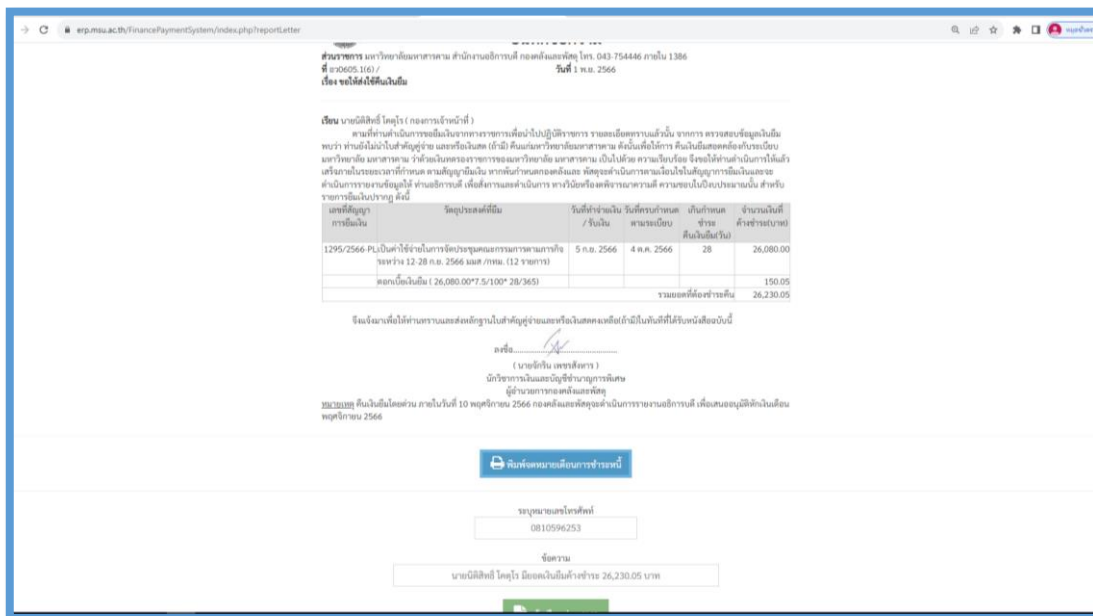 erp.msu.ac.th/FinancePaymentSystem/index.php?reportLetter
ส่วนราชการ มหาวิทยาลัยมหาสารคาม สำนักงานอธิการบดี กองคลังและพัสดุ โทร. 043-754446 ภายใน 1386
ที่ อว0605.1(6) / วันที่ 1 พ.ย. 2566
เรื่อง ขอให้ส่งใช้คืนเงินยืม
เรียน นายนิติสิทธิ์ โคตุโร ( กองการเจ้าหน้าที่ )
ตามที่ท่านดำเนินการขอยืมเงินจากทางราชการเพื่อนำไปปฏิบัติราชการ รายละเอียดทราบแล้วนั้น จากการ ตรวจสอบข้อมูลเงินยืม
พบว่า ท่านยังไม่นำใบสำคัญคู่จ่าย และหรือเงินสด (ถ้ามี) คืนแก่มหาวิทยาลัยมหาสารคาม ดังนั้นเพื่อให้การ คืนเงินยืมสอดคล้องกับระเบียบ
มหาวิทยาลัย มหาสารคาม ว่าด้วยเงินทดรองราชการของมหาวิทยาลัย มหาสารคาม เป็นไปด้วย ความเรียบร้อย จึงขอให้ท่านดำเนินการให้แล้ว
เสร็จภายในระยะเวลาที่กำหนด ตามสัญญายืมเงิน หากพ้นกำหนดกองคลังและ พัสดุจะดำเนินการตามเงื่อนไขในสัญญาการยืมเงินและจะ
ดำเนินการรายงานข้อมูลให้ ท่านอธิการบดี เพื่อสั่งการและดำเนินการ ทางวินัยหรืองดพิจารณาความดี ความชอบในปีงบประมาณนั้น สำหรับ
รายการยืมเงินปรากฏ ดังนี้
เลขที่สัญญา วัตถุประสงค์ที่ยืม วันที่ทำจ่ายเงิน วันที่ครบกำหนด เกินกำหนด จำนวนเงินที่
การยืมเงิน / รับเงิน ตามระเบียบ ชำระ ค้างชำระ(บาท)
คืนเงินยืม(วัน)
1295/2566-PL เป็นค่าใช้จ่ายในการจัดประชุมคณะกรรมการตามภารกิจ 5 ก.ย. 2566 4 ต.ค. 2566 28 26,080.00
ระหว่าง 12-28 ก.ย. 2566 มมส /กทม. (12 รายการ)
ดอกเบี้ยเงินยืม ( 26,080.00*7.5/100* 28/365) 150.05
รวมยอดที่ต้องชำระคืน 26,230.05
จึงแจ้งมาเพื่อให้ท่านทราบและส่งหลักฐานใบสำคัญคู่จ่ายและหรือเงินสดคงเหลือ(ถ้ามี)ในทันทีที่ได้รับหนังสือฉบับนี้
ลงชื่อ
( นายจักริน เพชรสังหาร )
นักวิชาการเงินและบัญชีชำนาญการพิเศษ
ผู้อำนวยการกองคลังและพัสดุ
หมายเหตุ คืนเงินยืมโดยด่วน ภายในวันที่ 10 พฤศจิกายน 2566 กองคลังและพัสดุจะดำเนินการรายงานอธิการบดี เพื่อเสนออนุมัติหักเงินเดือน
พฤศจิกายน 2566
พิมพ์จดหมายเตือนการชำระหนี้
ระบุหมายเลขโทรศัพท์
0810596253
ข้อความ
นายนิติสิทธิ์ โคตุโร มียอดเงินยืมค้างชำระ 26,230.05 บาท